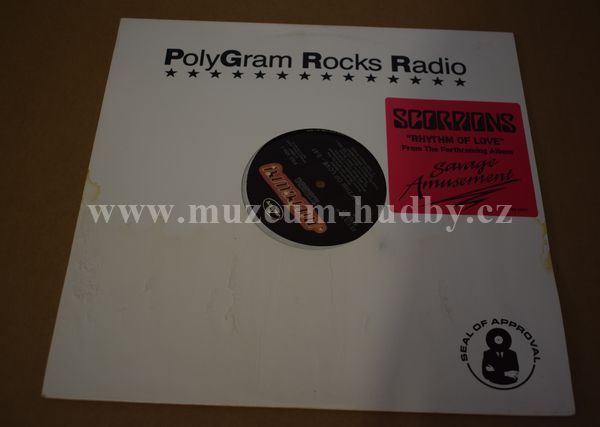 PolyGram Rocks Radio
SCORPIONS
"RHYTHM OF LOVE"
From The Forthcoming Album
Savage
Amusement
www.muzeum-hudby.cz
SEAL OF APPROVAL